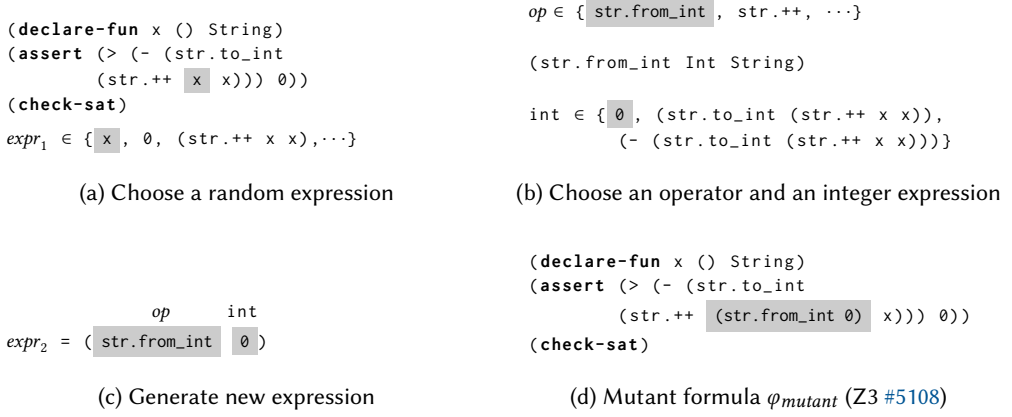 (declare-fun x () String)
(assert (> (- (str.to_int
(str.++ x x))) 0))
(check-sat)
expr₁ ∈ { x , 0, (str.++ x x),···}
(a) Choose a random expression
op ∈ { str.from_int , str.++, ···}
(str.from_int Int String)
int ∈ { 0 , (str.to_int (str.++ x x)),
(- (str.to_int (str.++ x x)))}
(b) Choose an operator and an integer expression
op int
expr₂ = ( str.from_int 0 )
(c) Generate new expression
(declare-fun x () String)
(assert (> (- (str.to_int
(str.++ (str.from_int 0) x))) 0))
(check-sat)
(d) Mutant formula φmutant (Z3 #5108)